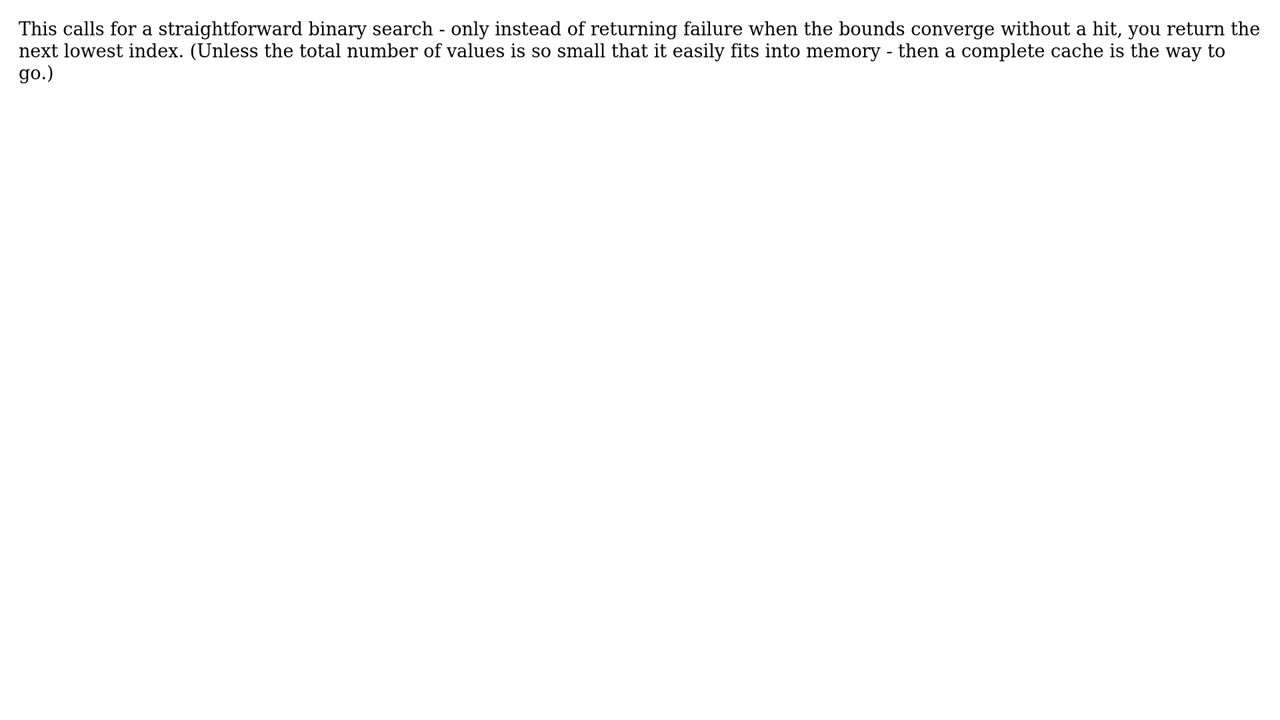 This calls for a straightforward binary search - only instead of returning failure when the bounds converge without a hit, you return the
next lowest index. (Unless the total number of values is so small that it easily fits into memory - then a complete cache is the way to
go.)